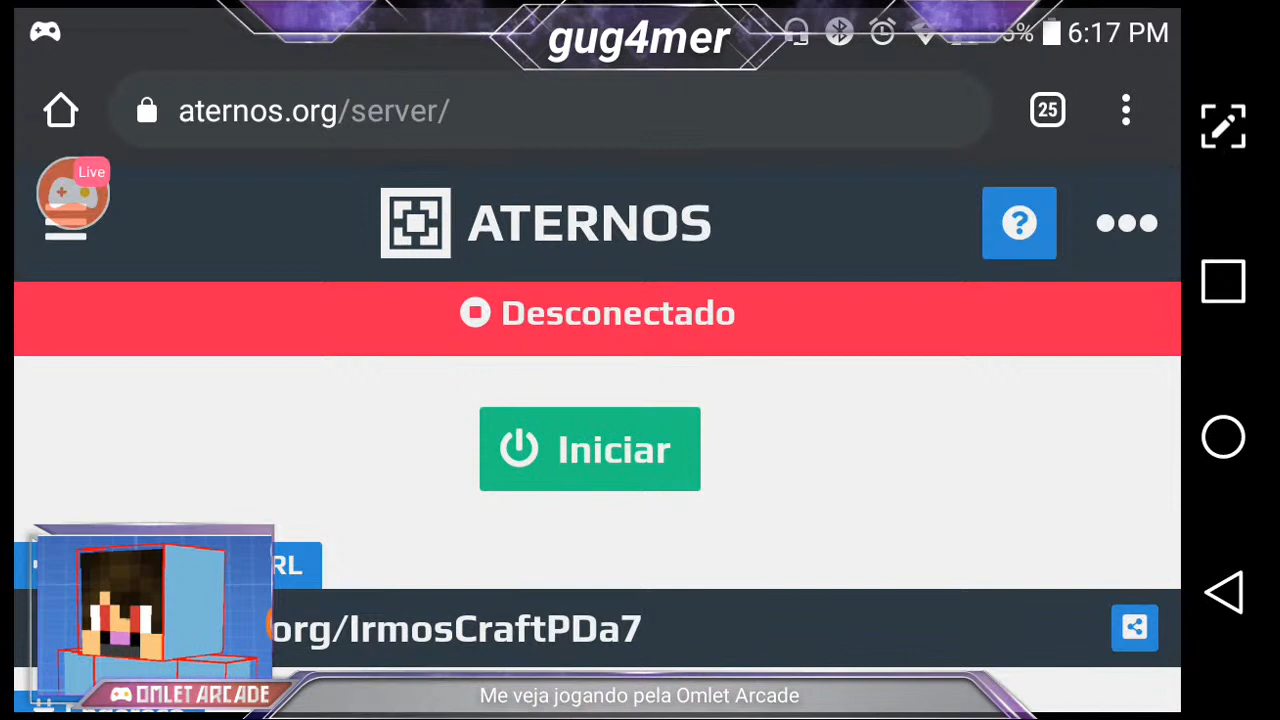 gug4mer
6:17 PM
aternos.org/server/
25
Live
ATERNOS
?
Desconectado
Iniciar
RL
org/IrmosCraftPDa7
OMLET ARCADE
Me veja jogando pela Omlet Arcade